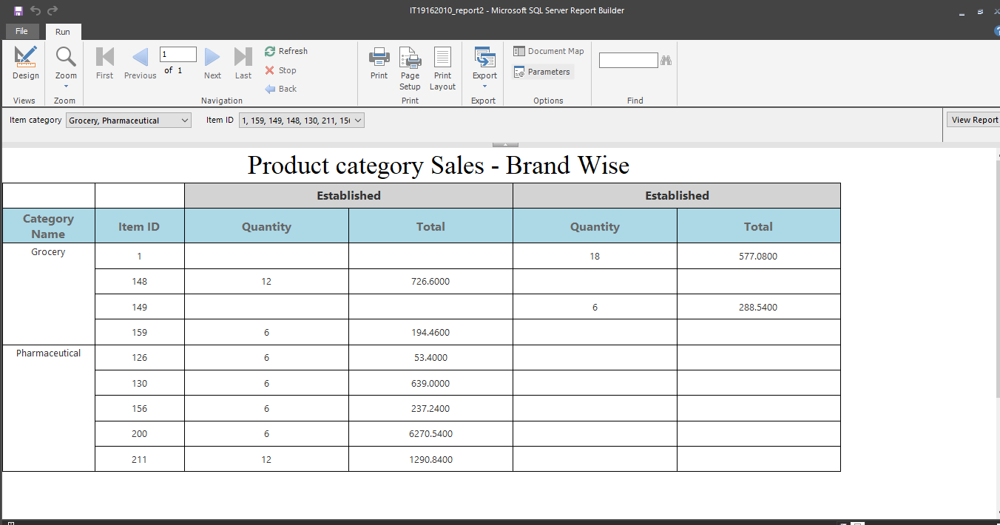 IT19162010_report2 - Microsoft SQL Server Report Builder
File Run
Design Zoom First Previous 1 of 1 Next Last Refresh Stop Back Print Page Setup Print Layout Export Document Map Parameters
Views Zoom Navigation Print Export Options Find
Item category Grocery, Pharmaceutical Item ID 1, 159, 149, 148, 130, 211, 156 View Report
Product category Sales - Brand Wise
Established Established
Category Name Item ID Quantity Total Quantity Total
Grocery 1 18 577.0800
148 12 726.6000
149 6 288.5400
159 6 194.4600
Pharmaceutical 126 6 53.4000
130 6 639.0000
156 6 237.2400
200 6 6270.5400
211 12 1290.8400